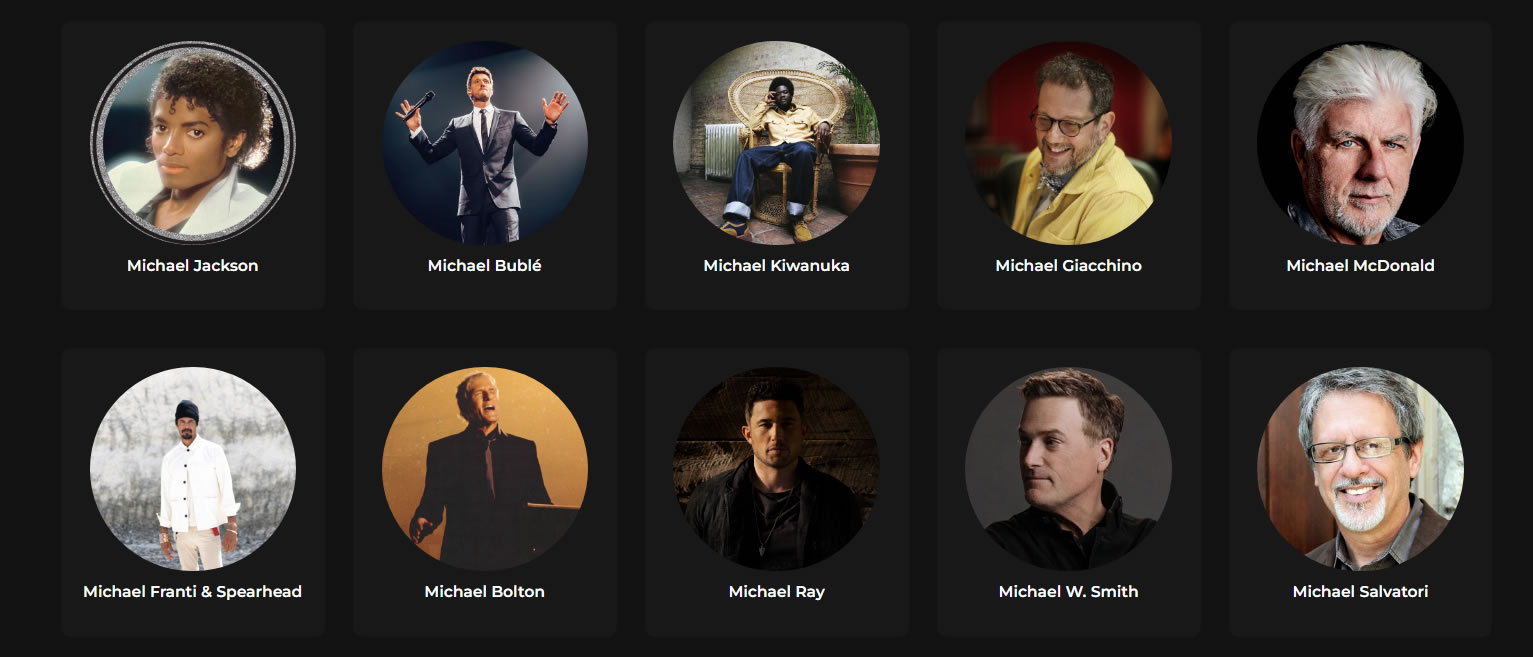 Michael Jackson
Michael Bublé
Michael Kiwanuka
Michael Giacchino
Michael McDonald
Michael Franti & Spearhead
Michael Bolton
Michael Ray
Michael W. Smith
Michael Salvatori